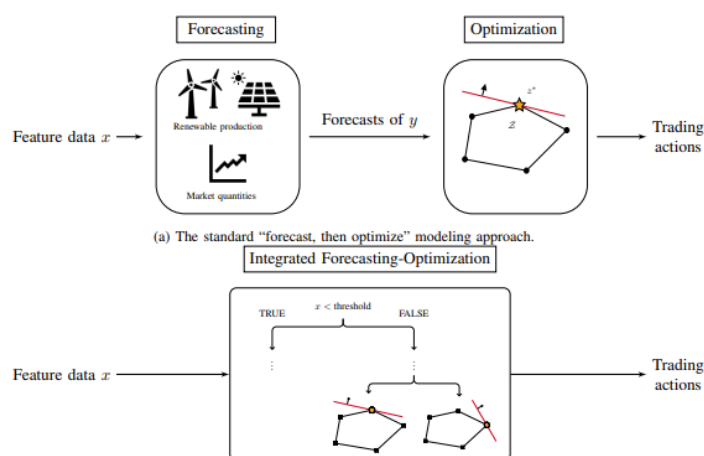 Forecasting
Optimization
Renewable production
Market quantities
Feature data x
Forecasts of y
z*
Z
Trading
actions
(a) The standard “forecast, then optimize” modeling approach.
Integrated Forecasting-Optimization
x < threshold
TRUE
FALSE
⋮
⋮
Feature data x
Trading
actions